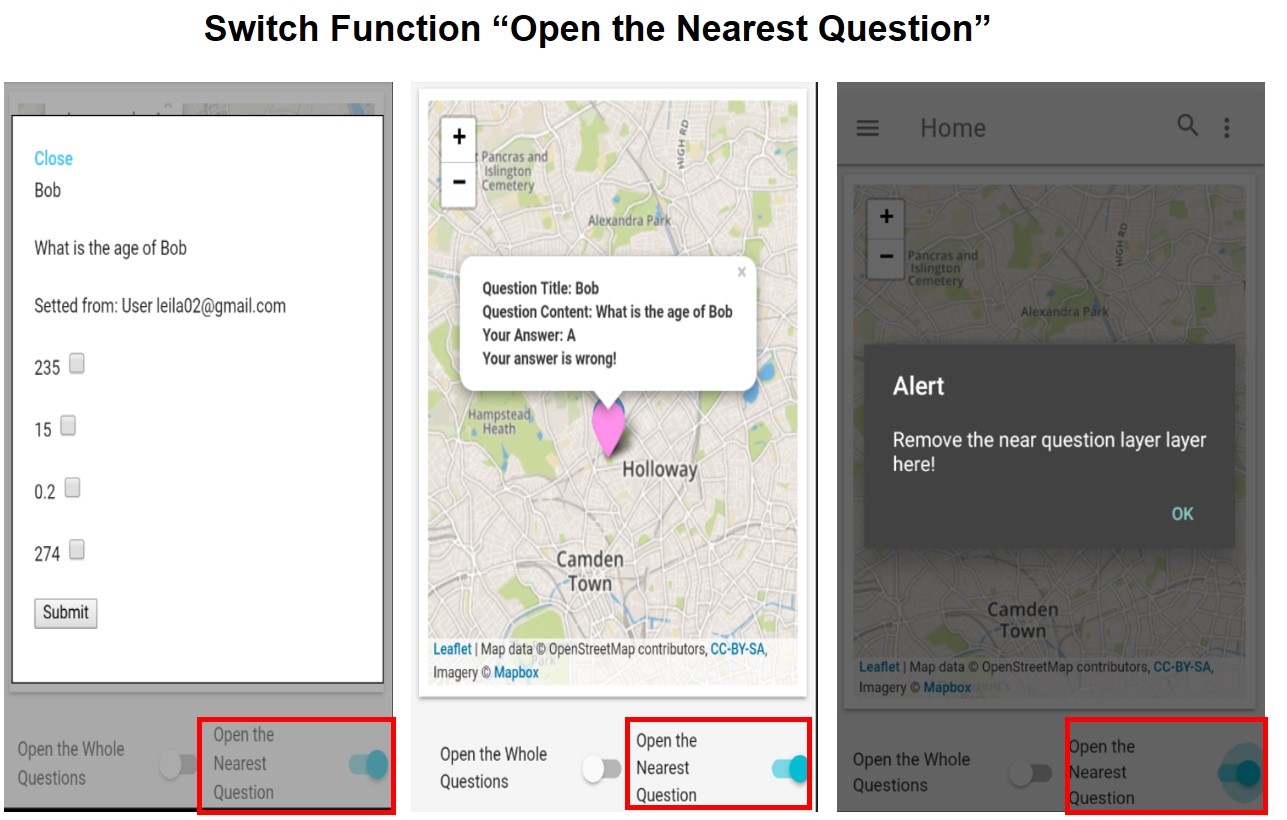 Switch Function “Open the Nearest Question”
Close
Bob
What is the age of Bob
Setted from: User leila02@gmail.com
235
15
0.2
274
Submit
Open the Whole
Questions
Open the
Nearest
Question
+
−
HIGH RD
Pancras and
Islington
Cemetery
Alexandra Park
×
Question Title: Bob
Question Content: What is the age of Bob
Your Answer: A
Your answer is wrong!
Hampstead
Heath
Holloway
Camden
Town
Park
Leaflet | Map data © OpenStreetMap contributors, CC-BY-SA,
Imagery © Mapbox
Open the Whole
Questions
Open the
Nearest
Question
Home
+
−
HIGH RD
Pancras and
Islington
Cemetery
Alexandra Park
Alert
Remove the near question layer layer
here!
OK
Camden
Town
Leaflet | Map data © OpenStreetMap contributors, CC-BY-SA,
Imagery © Mapbox
Open the Whole
Questions
Open the
Nearest
Question